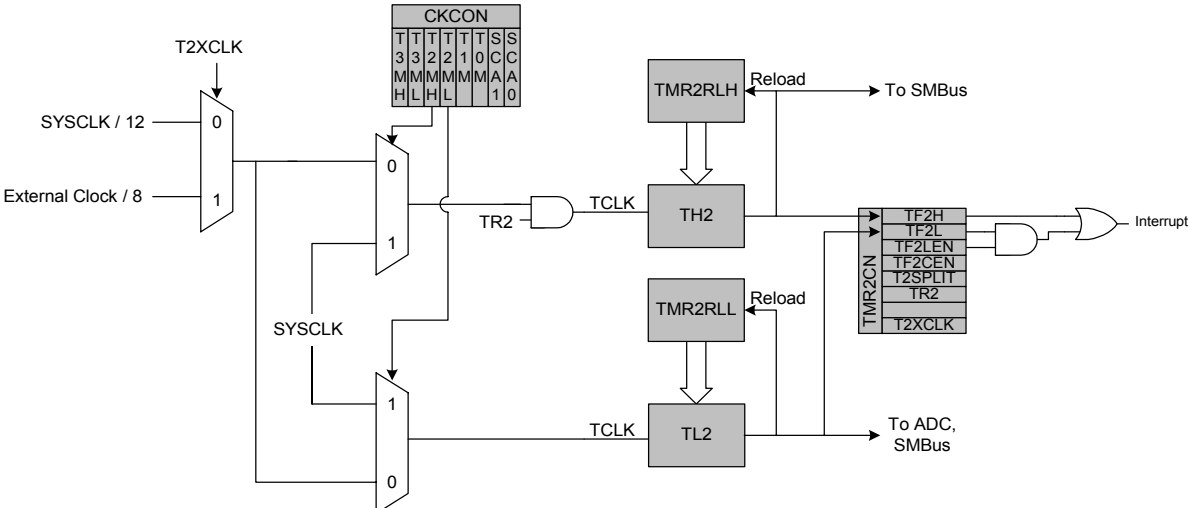 CKCON
T3MH
T3ML
T2MH
T2ML
T1M
T0M
SCA1
SCA0
T2XCLK
SYSCLK / 12
0
External Clock / 8
1
0
1
TR2
TCLK
SYSCLK
1
0
TCLK
TMR2RLH
Reload
To SMBus
TH2
TMR2RLL
Reload
TL2
To ADC,
SMBus
TMR2CN
TF2H
TF2L
TF2LEN
TF2CEN
T2SPLIT
TR2
T2XCLK
Interrupt